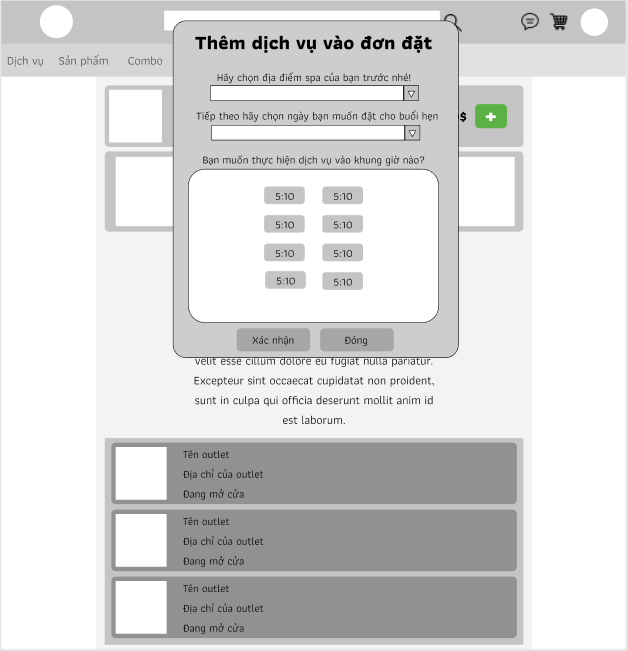 Dịch vụ Sản phẩm Combo
Thêm dịch vụ vào đơn đặt
Hãy chọn địa điểm spa của bạn trước nhé!
Tiếp theo hãy chọn ngày bạn muốn đặt cho buổi hẹn
$
Bạn muốn thực hiện dịch vụ vào khung giờ nào?
5:10 5:10
5:10 5:10
5:10 5:10
5:10 5:10
Xác nhận Đóng
velit esse cillum dolore eu fugiat nulla pariatur.
Excepteur sint occaecat cupidatat non proident,
sunt in culpa qui officia deserunt mollit anim id
est laborum.
Tên outlet
Địa chỉ của outlet
Đang mở cửa
Tên outlet
Địa chỉ của outlet
Đang mở cửa
Tên outlet
Địa chỉ của outlet
Đang mở cửa